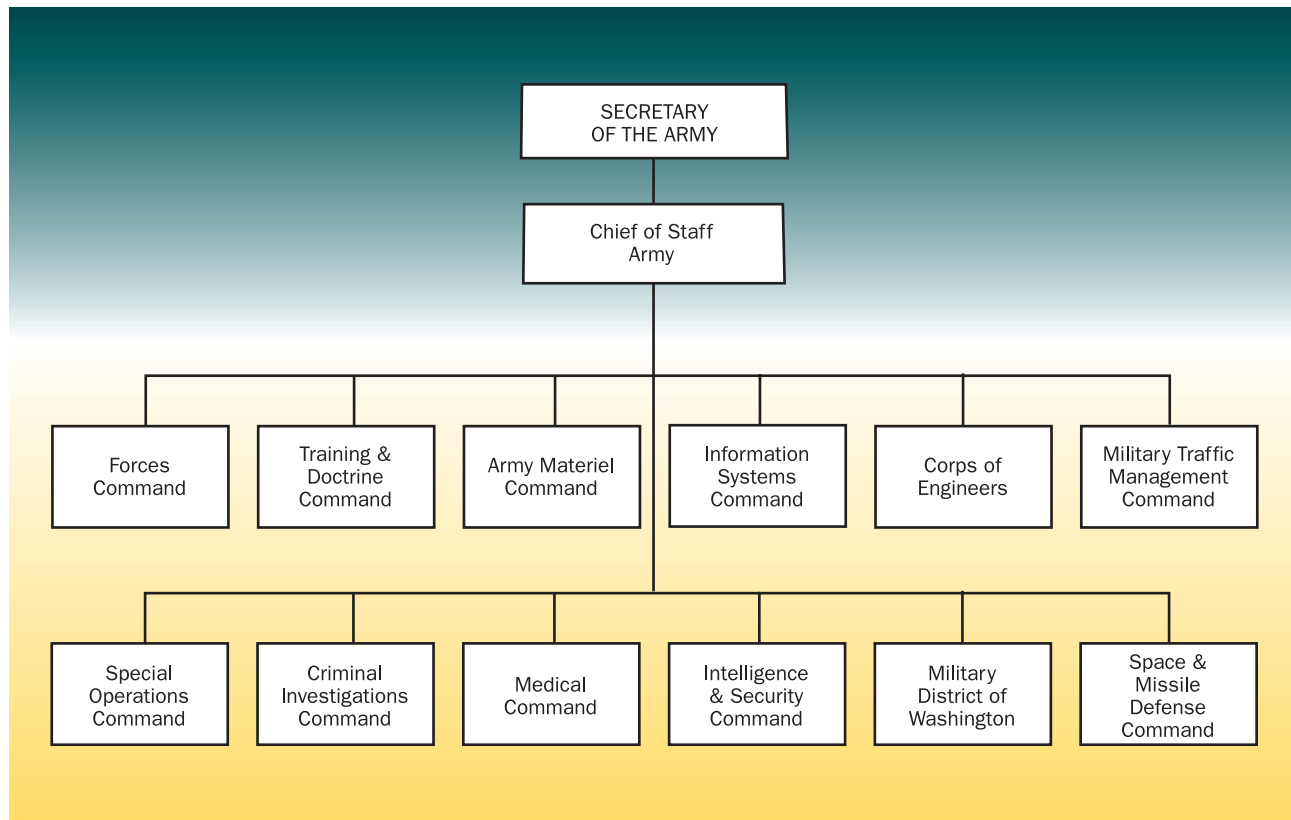 SECRETARY
OF THE ARMY
Chief of Staff
Army
Forces
Command
Training &
Doctrine
Command
Army Materiel
Command
Information
Systems
Command
Corps of
Engineers
Military Traffic
Management
Command
Special
Operations
Command
Criminal
Investigations
Command
Medical
Command
Intelligence
& Security
Command
Military
District of
Washington
Space &
Missile
Defense
Command